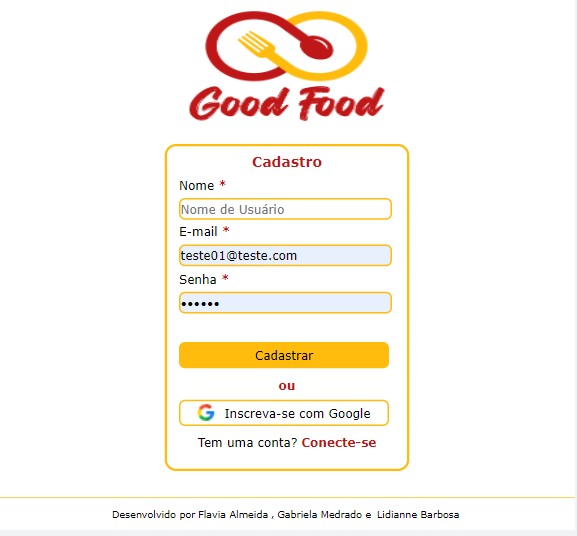 Good Food
Cadastro
Nome *
Nome de Usuário
E-mail *
teste01@teste.com
Senha *
••••••
Cadastrar
ou
Inscreva-se com Google
Tem uma conta? Conecte-se
Desenvolvido por Flavia Almeida , Gabriela Medrado e Lidianne Barbosa